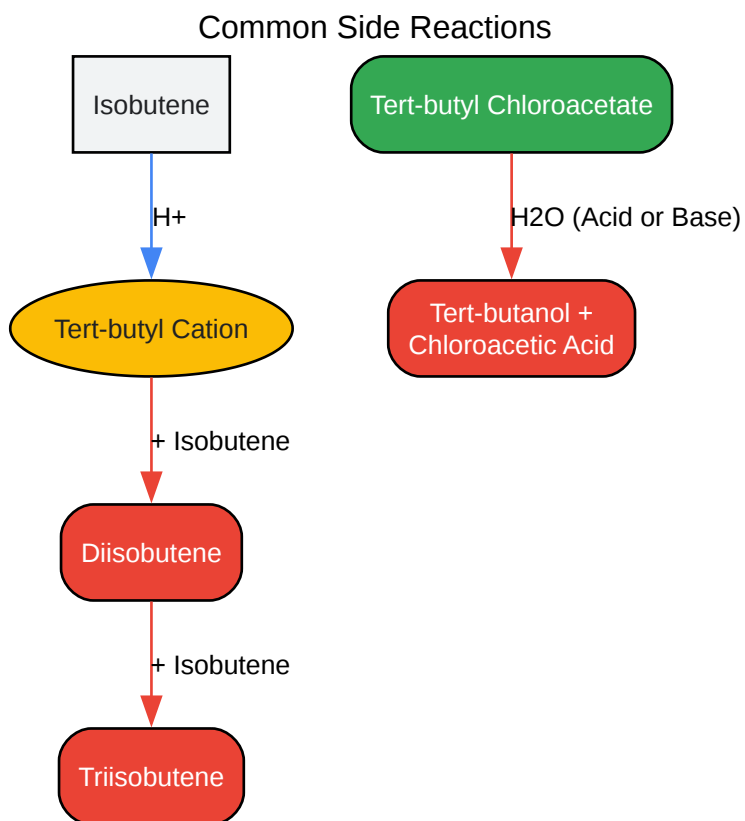 Common Side Reactions
Isobutene
Tert-butyl Chloroacetate
H+
H2O (Acid or Base)
Tert-butyl Cation
Tert-butanol +
Chloroacetic Acid
+ Isobutene
Diisobutene
+ Isobutene
Triisobutene